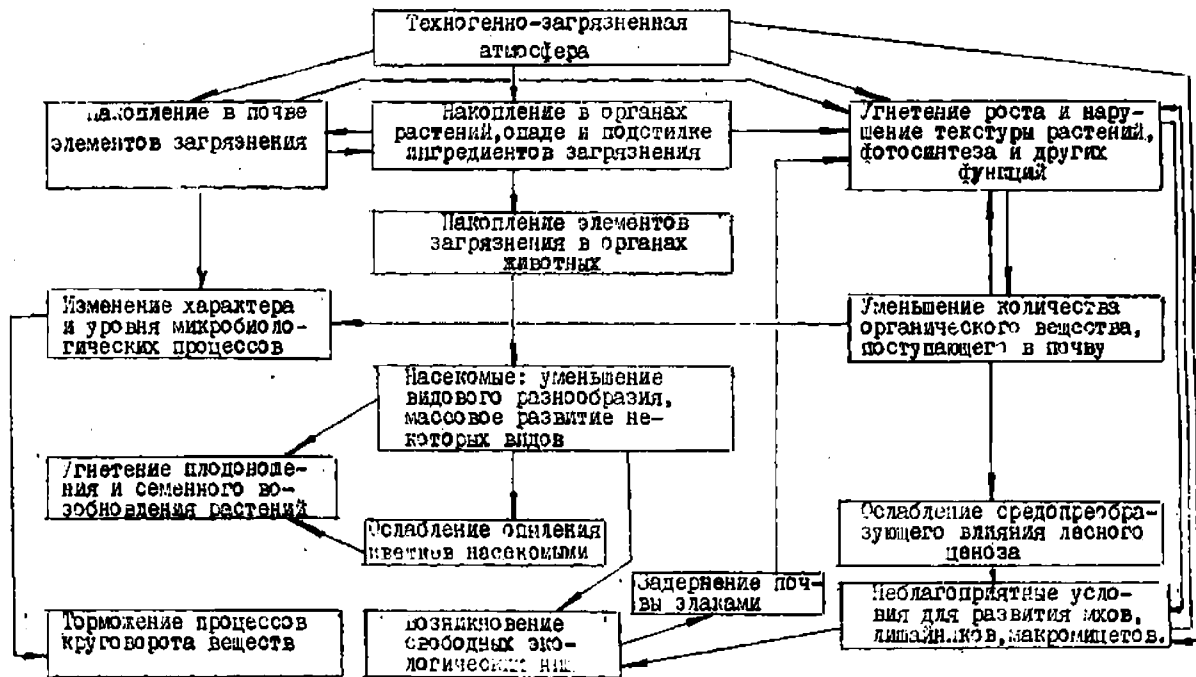 Техногенно-загрязненная
атмосфера
Накопление в почве
элементов загрязнения
Накопление в органах
растений, опаде и подстилке
ингредиентов загрязнения
Угнетение роста и нару-
шение текстуры растений,
фотосинтеза и других
функций
Накопление элементов
загрязнения в органах
животных
Изменение характера
и уровня микробиоло-
гических процессов
Уменьшение количества
органического вещества,
поступающего в почву
Насекомые: уменьшение
видового разнообразия,
массовое развитие не-
которых видов
Угнетение плодоноше-
ния и семенного во-
зобновления растений
Ослабление опыления
цветков насекомыми
Ослабление средопреобра-
зующего влияния лесного
ценоза
Задернение поч-
вы злаками
Неблагоприятные усло-
вия для развития мхов,
лишайников, макромицетов.
Торможение процессов
круговорота веществ
Возникновение
свободных эко-
логических ниш